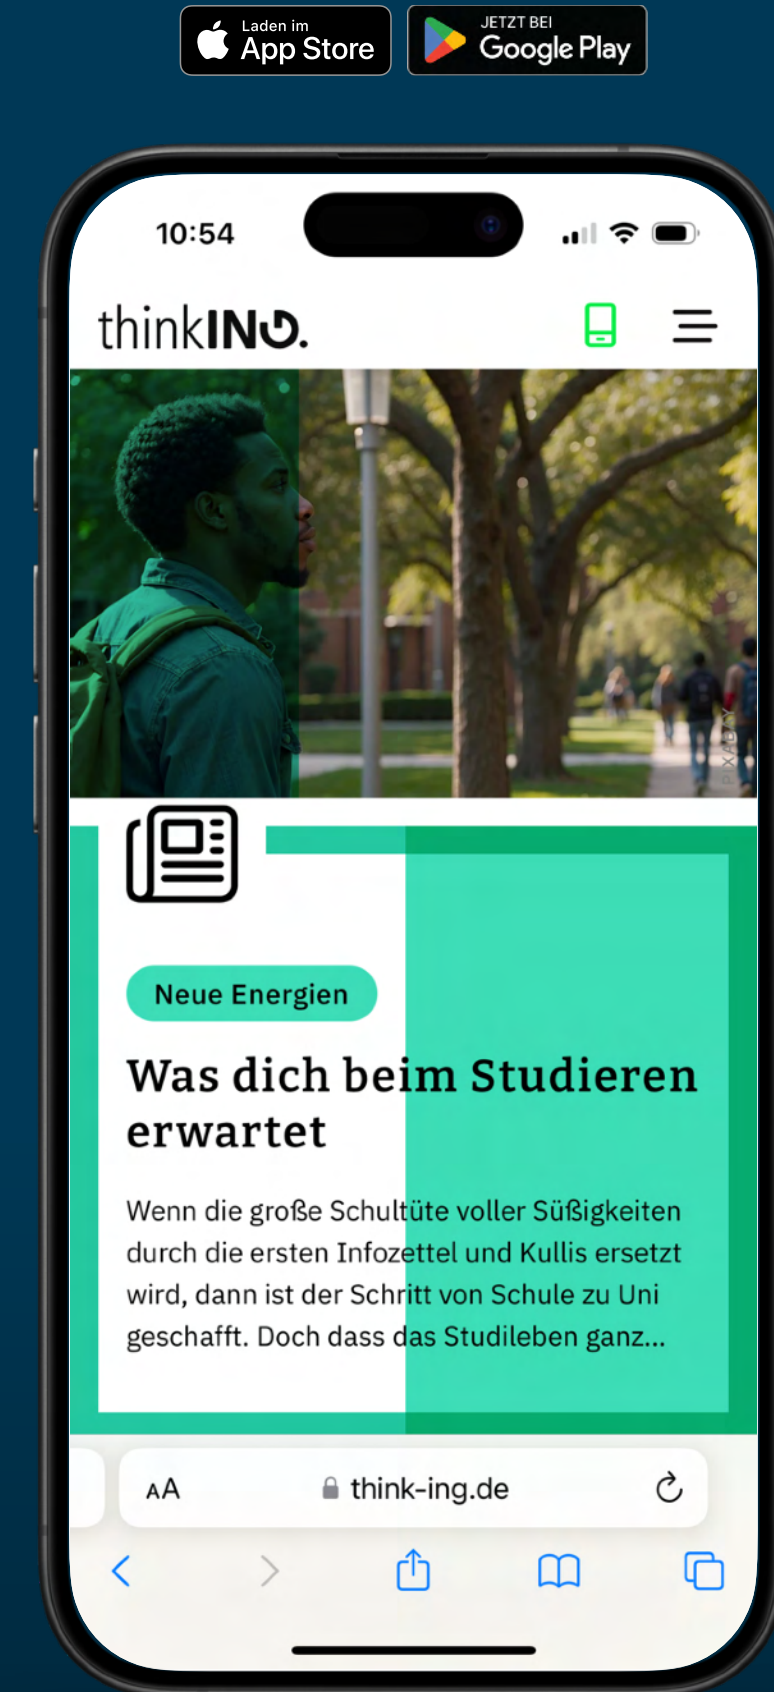 Laden im
App Store
JETZT BEI
Google Play
10:54
thinkING.
PIXABAY
Neue Energien
Was dich beim Studieren
erwartet
Wenn die große Schultüte voller Süßigkeiten
durch die ersten Infozettel und Kullis ersetzt
wird, dann ist der Schritt von Schule zu Uni
geschafft. Doch dass das Studileben ganz...
AA
think-ing.de